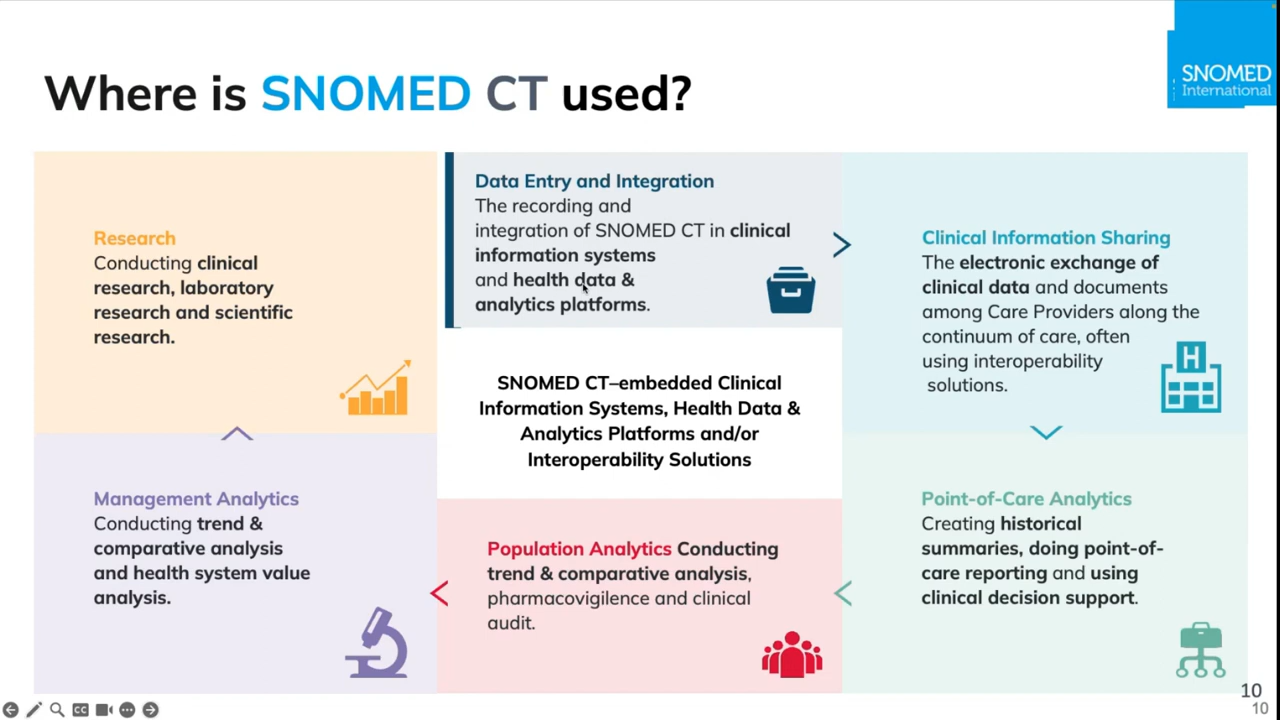 Where is SNOMED CT used?
SNOMED
International
Research
Conducting clinical
research, laboratory
research and scientific
research.
Data Entry and Integration
The recording and
integration of SNOMED CT in clinical
information systems
and health data &
analytics platforms.
Clinical Information Sharing
The electronic exchange of
clinical data and documents
among Care Providers along the
continuum of care, often
using interoperability
solutions.
H
SNOMED CT–embedded Clinical
Information Systems, Health Data &
Analytics Platforms and/or
Interoperability Solutions
Management Analytics
Conducting trend &
comparative analysis
and health system value
analysis.
Population Analytics Conducting
trend & comparative analysis,
pharmacovigilence and clinical
audit.
Point-of-Care Analytics
Creating historical
summaries, doing point-of-
care reporting and using
clinical decision support.
10
10
CC